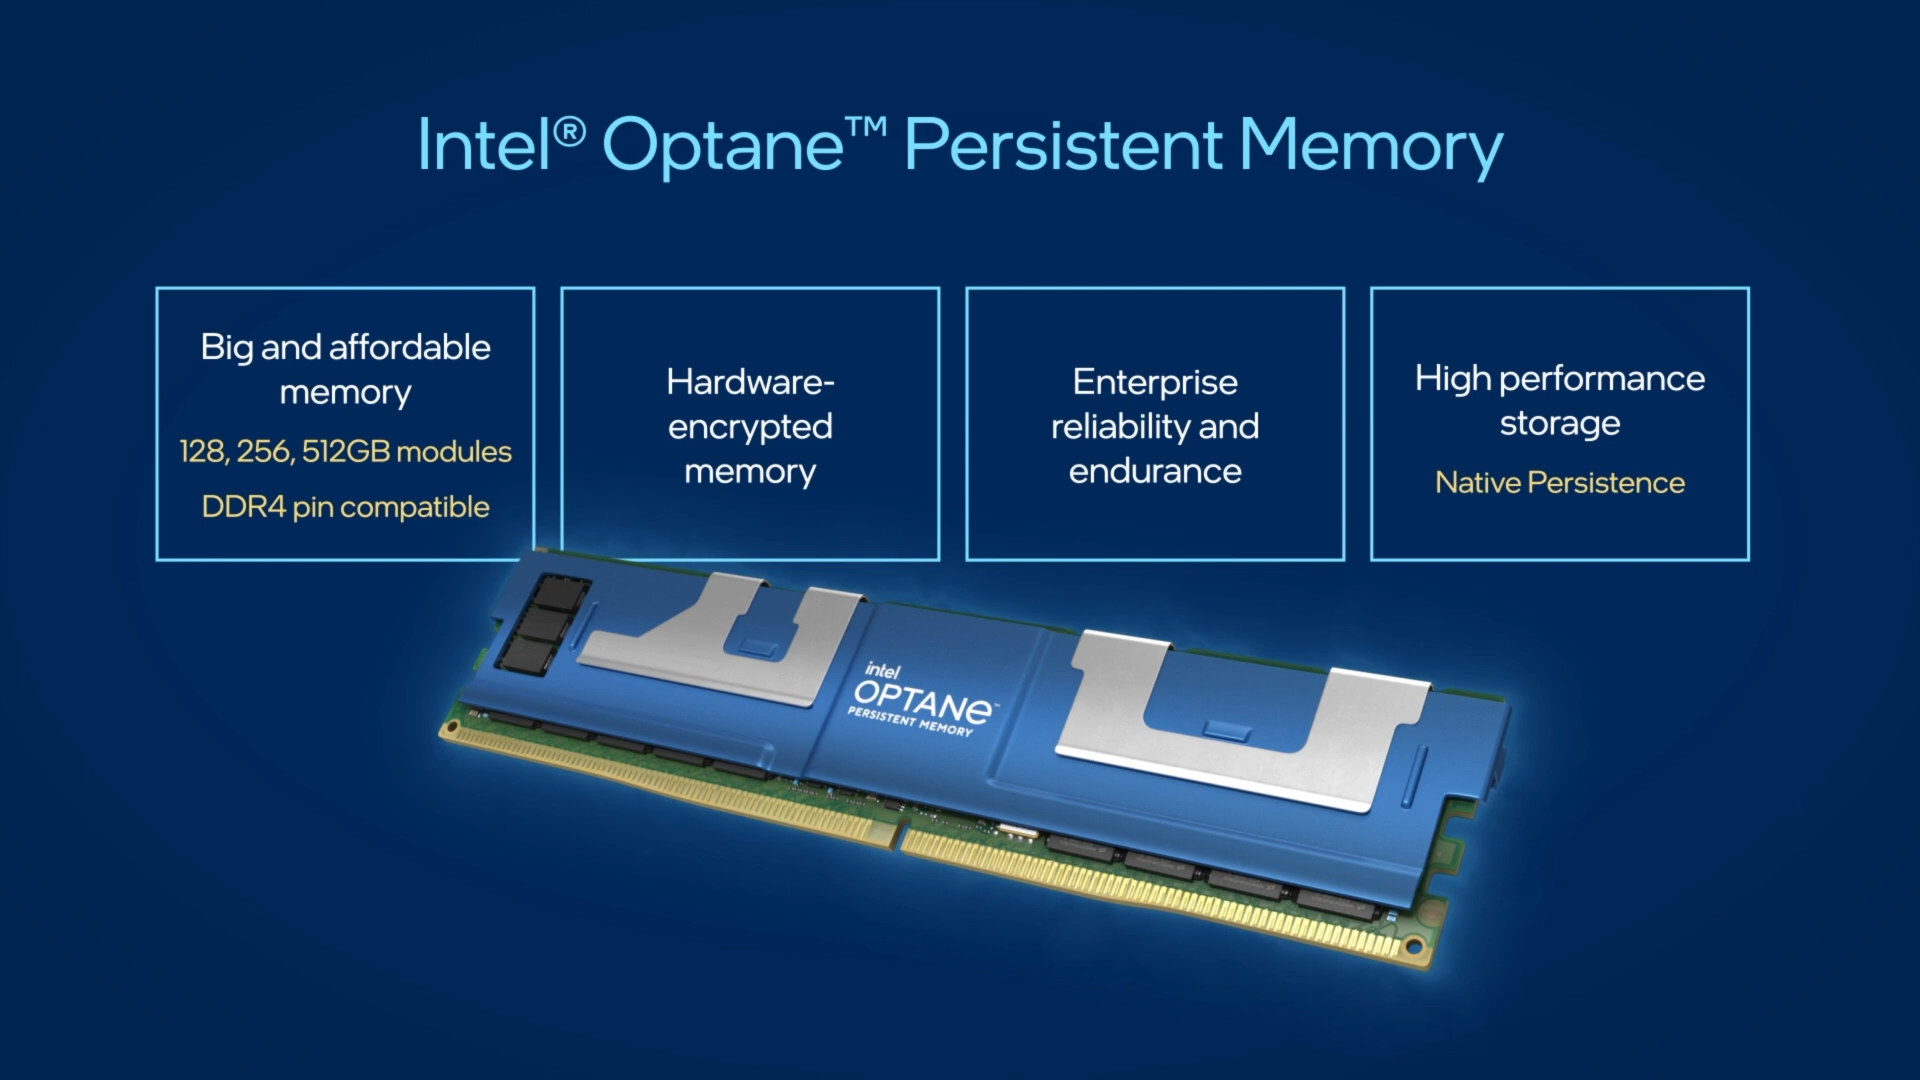 Intel® Optane™ Persistent Memory
Big and affordable
memory
128, 256, 512GB modules
DDR4 pin compatible
Hardware-
encrypted
memory
Enterprise
reliability and
endurance
High performance
storage
Native Persistence
intel
OPTANe™
PERSISTENT MEMORY